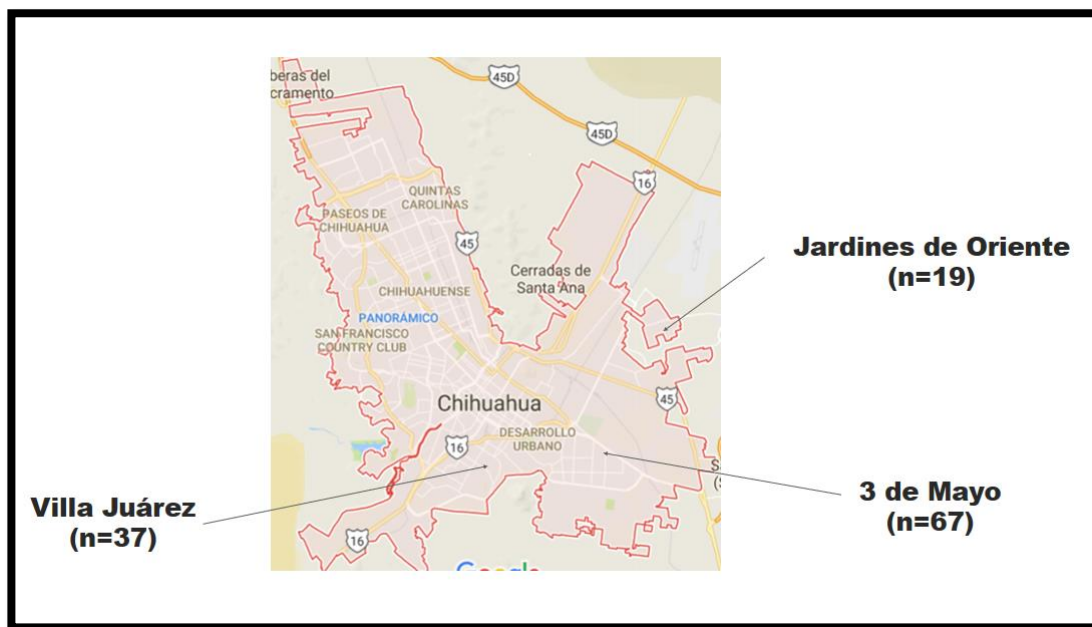 beras del
cramento
45D
45D
16
QUINTAS
CAROLINAS
PASEOS DE
CHIHUAHUA
45
Jardines de Oriente
(n=19)
Cerradas de
Santa Ana
CHIHUAHUENSE
PANORÁMICO
SAN FRANCISCO
COUNTRY CLUB
Chihuahua
45
DESARROLLO
URBANO
16
Villa Juárez
(n=37)
3 de Mayo
(n=67)
16
Google